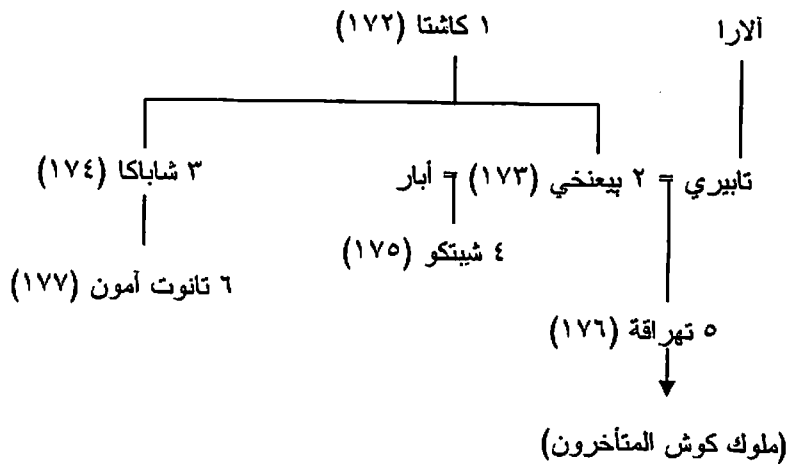 آلارا
١ كاشتا (١٧٢)
تابيري = ٢ بيعنخي (١٧٣) = أبار
٣ شاباكا (١٧٤)
٤ شيبتكو (١٧٥)
٦ تانوت آمون (١٧٧)
٥ تهراقة (١٧٦)
(ملوك كوش المتأخرون)